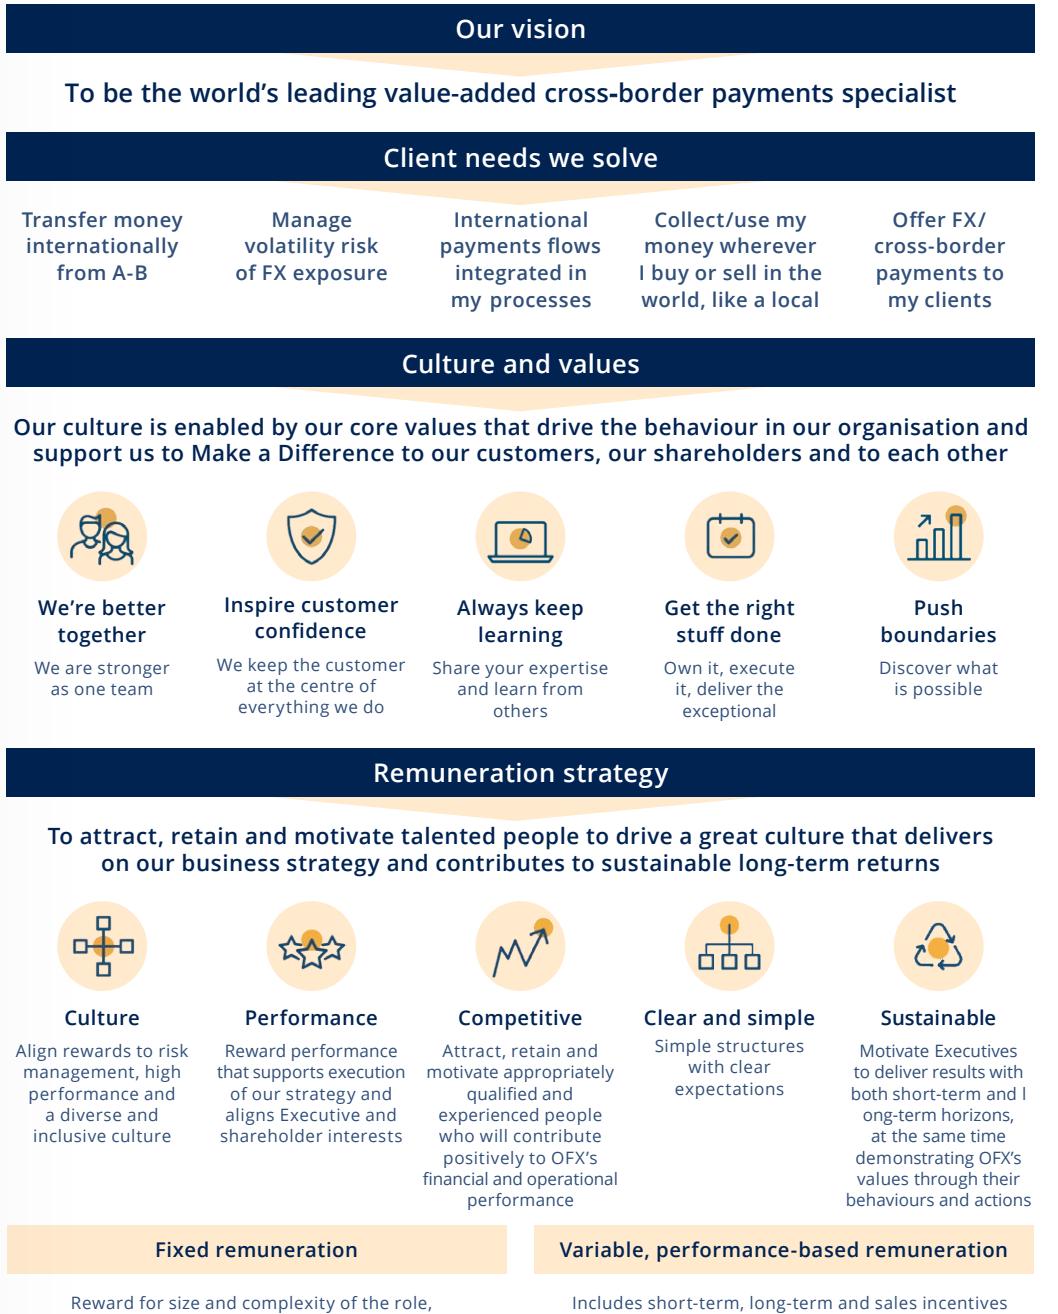 Our vision
To be the world's leading value-added cross-border payments specialist
Client needs we solve
Transfer money
internationally
from A-B
Manage
volatility risk
of FX exposure
International
payments flows
integrated in
my processes
Collect/use my
money wherever
I buy or sell in the
world, like a local
Offer FX/
cross-border
payments to
my clients
Culture and values
Our culture is enabled by our core values that drive the behaviour in our organisation and
support us to Make a Difference to our customers, our shareholders and to each other
We're better
together
We are stronger
as one team
Inspire customer
confidence
We keep the customer
at the centre of
everything we do
Always keep
learning
Share your expertise
and learn from
others
Get the right
stuff done
Own it, execute
it, deliver the
exceptional
Push
boundaries
Discover what
is possible
Remuneration strategy
To attract, retain and motivate talented people to drive a great culture that delivers
on our business strategy and contributes to sustainable long-term returns
Culture
Align rewards to risk
management, high
performance and
a diverse and
inclusive culture
Performance
Reward performance
that supports execution
of our strategy and
aligns Executive and
shareholder interests
Competitive
Attract, retain and
motivate appropriately
qualified and
experienced people
who will contribute
positively to OFX's
financial and operational
performance
Clear and simple
Simple structures
with clear
expectations
Sustainable
Motivate Executives
to deliver results with
both short-term and l
ong-term horizons,
at the same time
demonstrating OFX's
values through their
behaviours and actions
Fixed remuneration
Reward for size and complexity of the role,
Variable, performance-based remuneration
Includes short-term, long-term and sales incentives